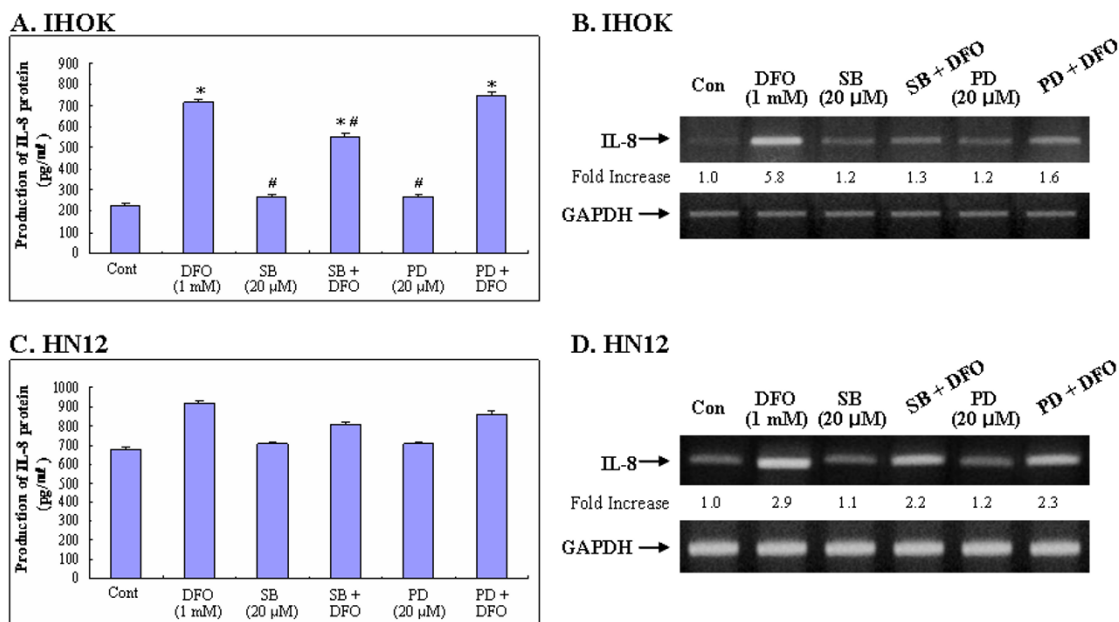 A. IHOK
Production of IL-8 protein
(pg/㎖)
900
800
700
600
500
400
300
200
100
0
*
#
* #
#
*
Cont
DFO
(1 mM)
SB
(20 µM)
SB +
DFO
PD
(20 µM)
PD +
DFO
B. IHOK
Con
DFO
(1 mM)
SB
(20 µM)
SB + DFO
PD
(20 µM)
PD + DFO
IL-8
Fold Increase 1.0 5.8 1.2 1.3 1.2 1.6
GAPDH
C. HN12
Production of IL-8 protein
(pg/㎖)
1000
900
800
700
600
500
400
300
200
100
0
Cont
DFO
(1 mM)
SB
(20 µM)
SB +
DFO
PD
(20 µM)
PD +
DFO
D. HN12
Con
DFO
(1 mM)
SB
(20 µM)
SB + DFO
PD
(20 µM)
PD + DFO
IL-8
Fold Increase 1.0 2.9 1.1 2.2 1.2 2.3
GAPDH